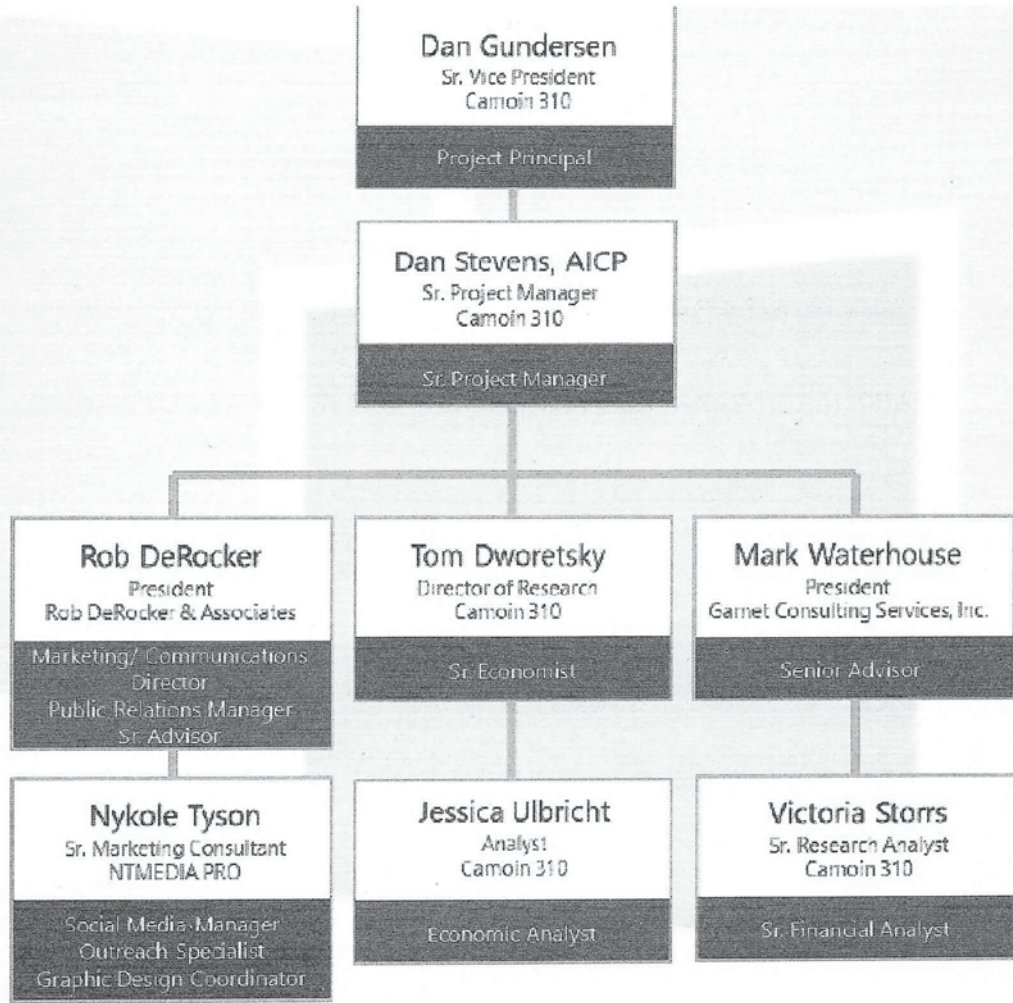 Dan Gundersen
Sr. Vice President
Camoin 310
Project Principal
Dan Stevens, AICP
Sr. Project Manager
Camoin 310
Sr. Project Manager
Rob DeRocker
President
Rob DeRocker & Associates
Marketing/ Communications
Director
Public Relations Manager
Sr. Advisor
Tom Dworetsky
Director of Research
Camoin 310
Sr. Economist
Mark Waterhouse
President
Garnet Consulting Services, Inc.
Senior Advisor
Nykole Tyson
Sr. Marketing Consultant
NTMEDIA PRO
Social Media Manager
Outreach Specialist
Graphic Design Coordinator
Jessica Ulbricht
Analyst
Camoin 310
Economic Analyst
Victoria Storrs
Sr. Research Analyst
Camoin 310
Sr. Financial Analyst